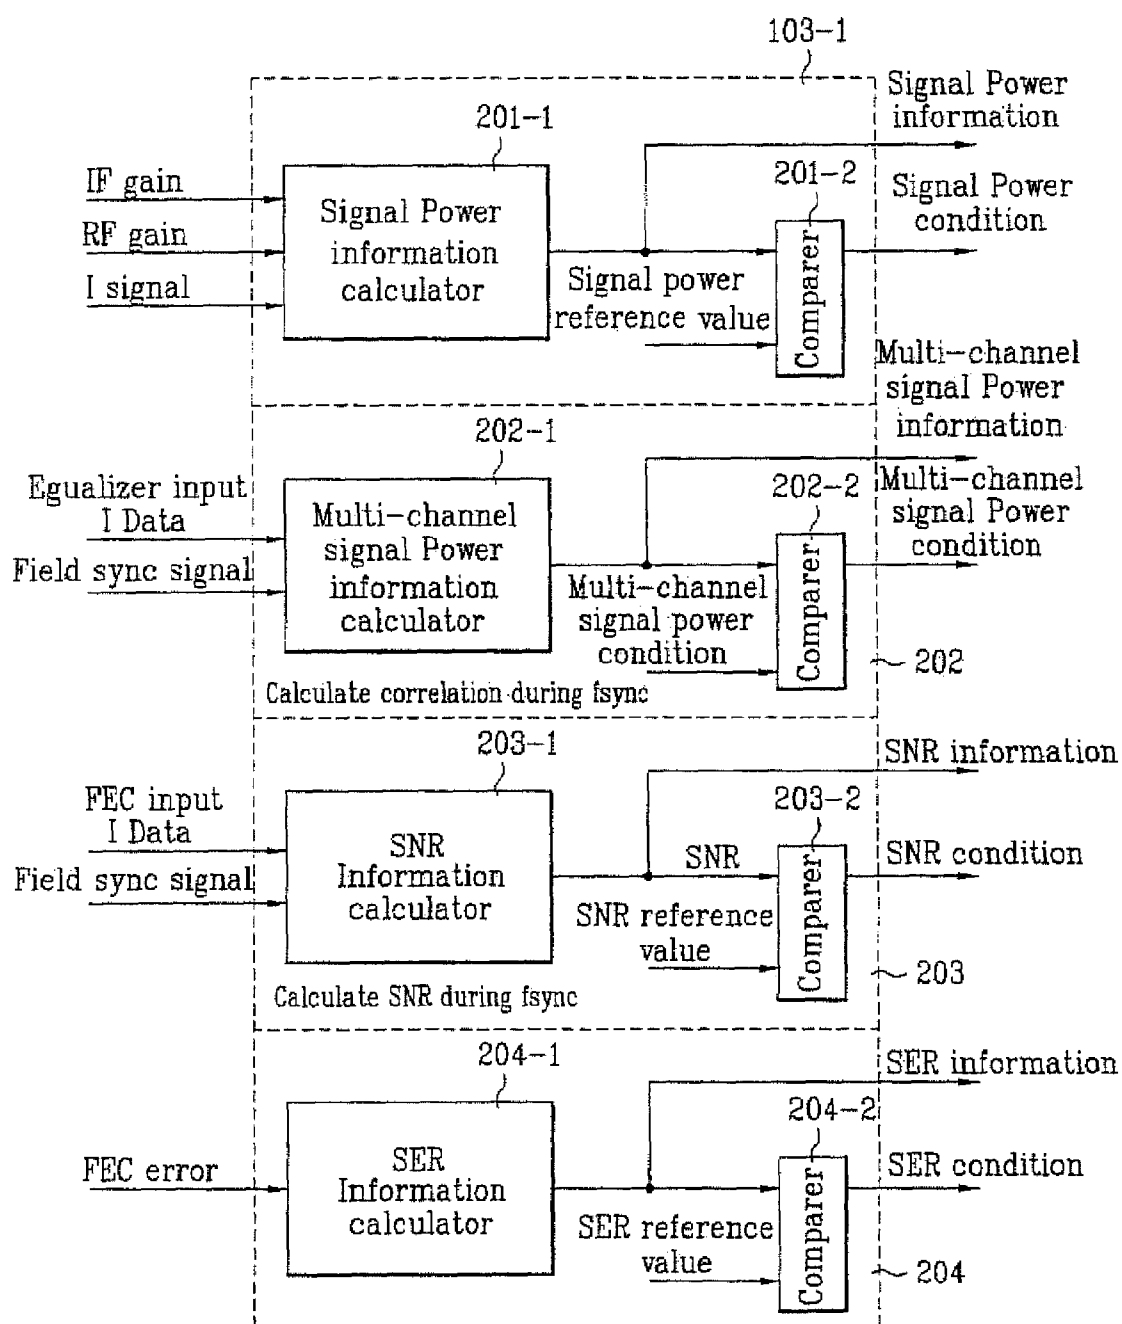 103-1
Signal Power
information
201-1
201-2
IF gain
RF gain
I signal
Signal Power
information
calculator
Signal Power
condition
Signal power
reference value
Comparer
Multi-channel
signal Power
information
202-1
202-2
Egualizer input
I Data
Field sync signal
Multi-channel
signal Power
information
calculator
Multi-channel
signal Power
condition
Multi-channel
signal power
condition
Comparer
202
Calculate correlation during fsync
203-1
SNR information
203-2
FEC input
I Data
Field sync signal
SNR
Information
calculator
SNR
SNR condition
SNR reference
value
Comparer
203
Calculate SNR during fsync
204-1
SER information
204-2
FEC error
SER
Information
calculator
SER condition
SER reference
value
Comparer
204